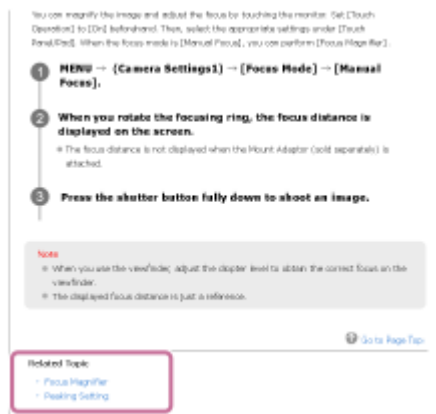 You can magnify the image and adjust the focus by touching the monitor. Set [Touch
Operation] to [On] beforehand. Then, select the appropriate settings under [Touch
Panel/Pad]. When the focus mode is [Manual Focus], you can perform [Focus Magnifier].
1 MENU → (Camera Settings1) → [Focus Mode] → [Manual
Focus].
2 When you rotate the focusing ring, the focus distance is
displayed on the screen.
The focus distance is not displayed when the Mount Adaptor (sold separately) is
attached.
3 Press the shutter button fully down to shoot an image.
Note
When you use the viewfinder, adjust the diopter level to obtain the correct focus on the
viewfinder.
The displayed focus distance is just a reference.
Go to Page Top
Related Topic
Focus Magnifier
Peaking Setting